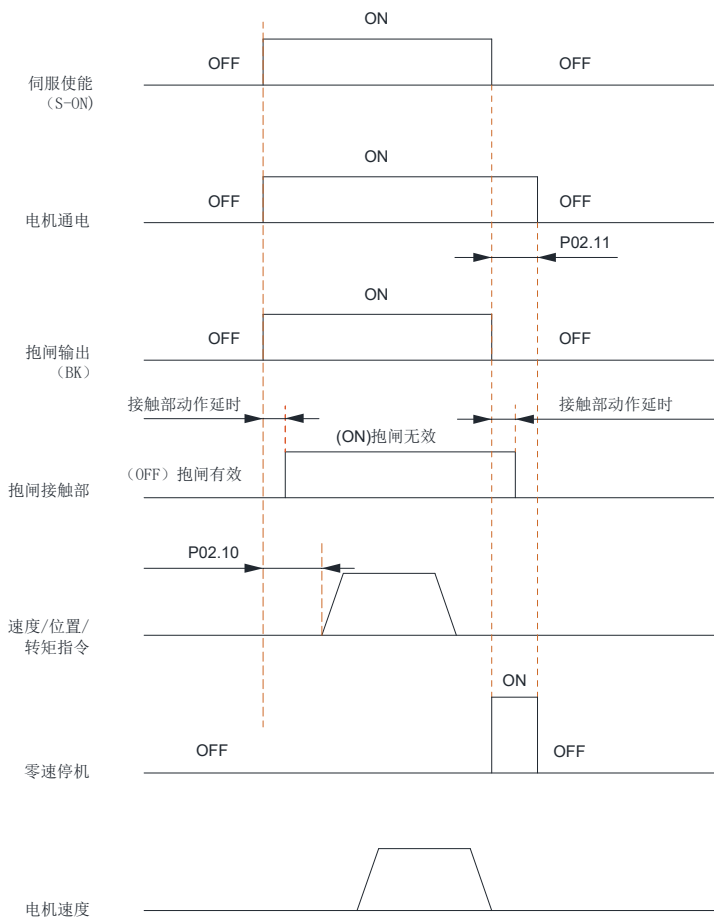 ON
OFF
OFF
伺服使能
（S-ON)
ON
OFF
OFF
电机通电
P02.11
ON
OFF
OFF
抱闸输出
（BK）
接触部动作延时
接触部动作延时
(ON)抱闸无效
（OFF）抱闸有效
抱闸接触部
P02.10
速度/位置/
转矩指令
ON
OFF
OFF
零速停机
电机速度